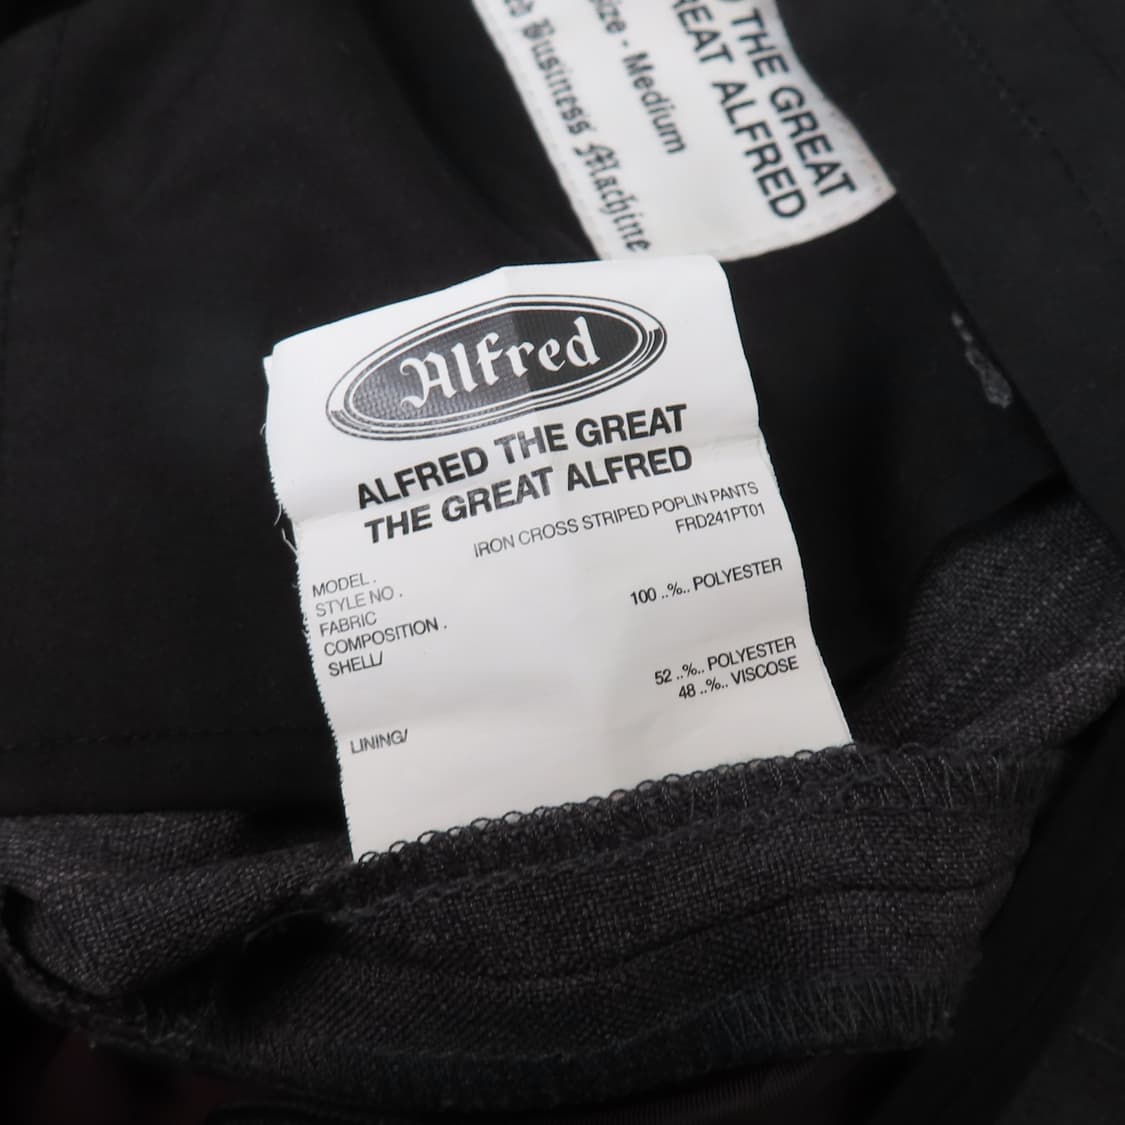 THE GREAT
EAT ALFRED
ize - Medium
Business Machine
Alfred
ALFRED THE GREAT
THE GREAT ALFRED
IRON CROSS STRIPED POPLIN PANTS
FRD241PT01
MODEL .
STYLE NO .
FABRIC
COMPOSITION .
SHELL/
100 ..%.. POLYESTER
52 ..%.. POLYESTER
48 ..%.. VISCOSE
LINING/